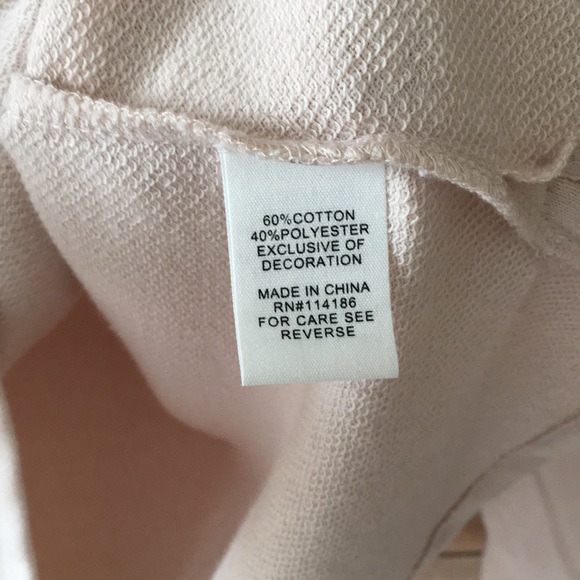 60%COTTON
40%POLYESTER
EXCLUSIVE OF
DECORATION
MADE IN CHINA
RN#114186
FOR CARE SEE
REVERSE